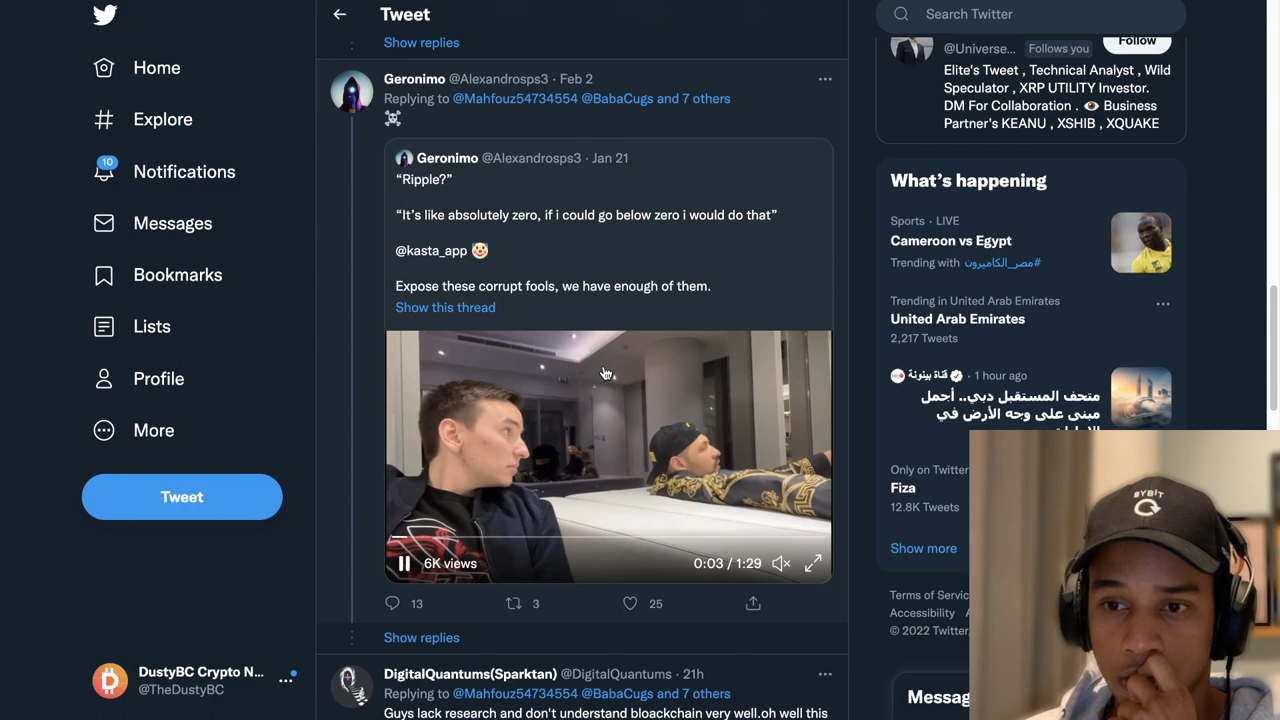 Home
Explore
10
Notifications
Messages
Bookmarks
Lists
Profile
More
Tweet
DustyBC Crypto N...
@TheDustyBC
Tweet
Show replies
Geronimo @Alexandrosps3 · Feb 2
Replying to @Mahfouz54734554 @BabaCugs and 7 others
Geronimo @Alexandrosps3 · Jan 21
“Ripple?”
“It’s like absolutely zero, if i could go below zero i would do that”
@kasta_app
Expose these corrupt fools, we have enough of them.
Show this thread
6K views
0:03 / 1:29
13
3
25
Show replies
DigitalQuantums(Sparktan) @DigitalQuantums · 21h
Replying to @Mahfouz54734554 @BabaCugs and 7 others
Guys lack research and don't understand bloackchain very well.oh well this
Search Twitter
@Universe... Follows you
Follow
Elite's Tweet , Technical Analyst , Wild
Speculator , XRP UTILITY Investor.
DM For Collaboration . Business
Partner's KEANU , XSHIB , XQUAKE
What’s happening
Sports · LIVE
Cameroon vs Egypt
Trending with #مصر_الكاميرون
Trending in United Arab Emirates
United Arab Emirates
2,217 Tweets
قناة بينونة · 1 hour ago
متحف المستقبل دبي.. أجمل
مبنى على وجه الأرض في
Only on Twitter
Fiza
12.8K Tweets
Show more
Terms of Servic
Accessibility
© 2022 Twitter,
Messag
BYBIT